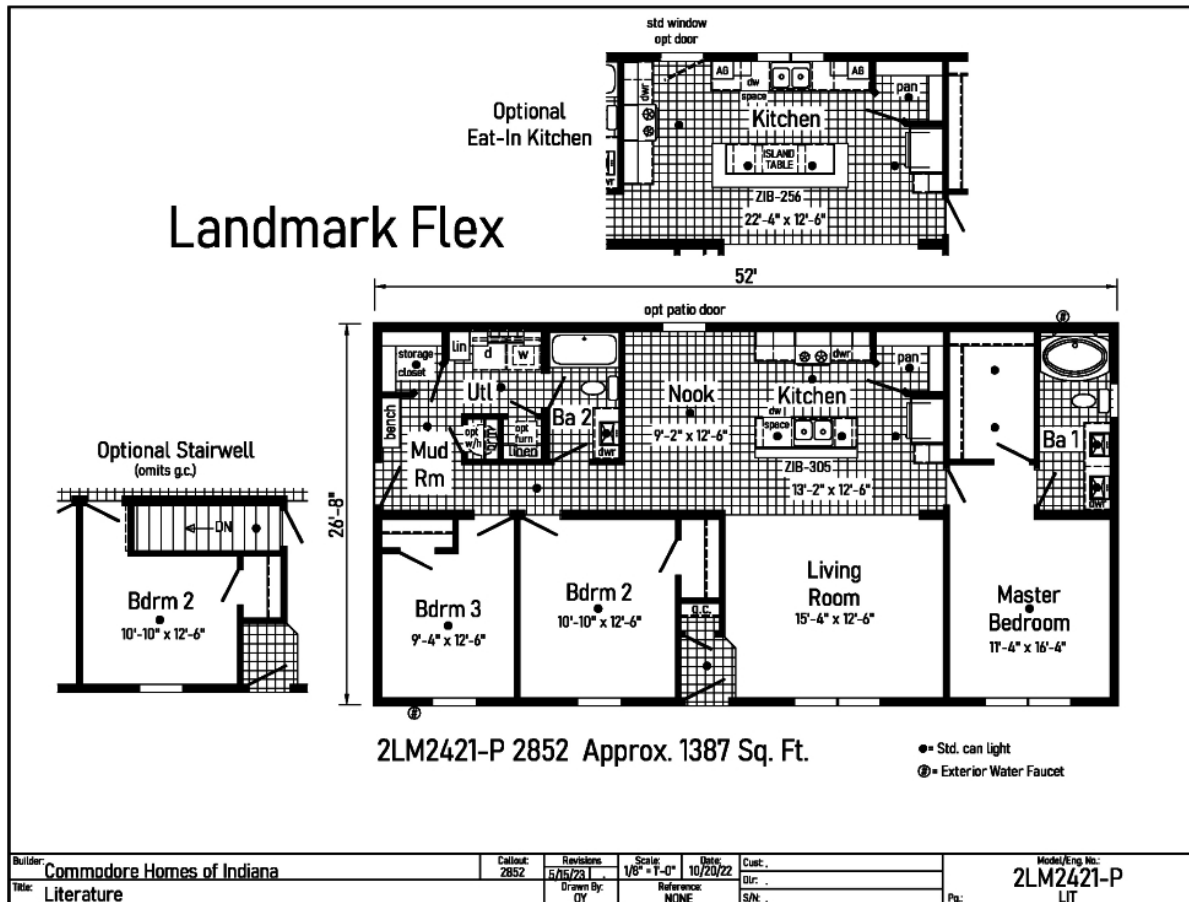 std window
opt door
AG
dw
space
AG
pan
dwr
Optional
Eat-In Kitchen
Kitchen
ISLAND
TABLE
ZIB-256
22'-4" x 12'-6"
dwr
Landmark Flex
52'
opt patio door
#
storage
closet
lin
d
w
Utl
bench
Mud
Rm
opt
w/h
opt
furn
linen
Ba 2
dwr
Nook
9'-2" x 12'-6"
dwr
Kitchen
dw
space
pan
ZIB-305
13'-2" x 12'-6"
Ba 1
dwr
Optional Stairwell
(omits g.c.)
DN
Bdrm 2
10'-10" x 12'-6"
26'-8"
Bdrm 3
9'-4" x 12'-6"
Bdrm 2
10'-10" x 12'-6"
g.c.
Living
Room
15'-4" x 12'-6"
Master
Bedroom
11'-4" x 16'-4"
#
2LM2421-P 2852 Approx. 1387 Sq. Ft.
●= Std. can light
# = Exterior Water Faucet
Builder: Commodore Homes of Indiana
Callout: 2852
Revisions 5/15/23
Scale: 1/8" = 1'-0"
Date: 10/20/22
Cust: .
Dlr: .
S/N: .
Model/Eng. No.: 2LM2421-P
Title: Literature
Drawn By:
Reference: NONE
Pg.: LIT